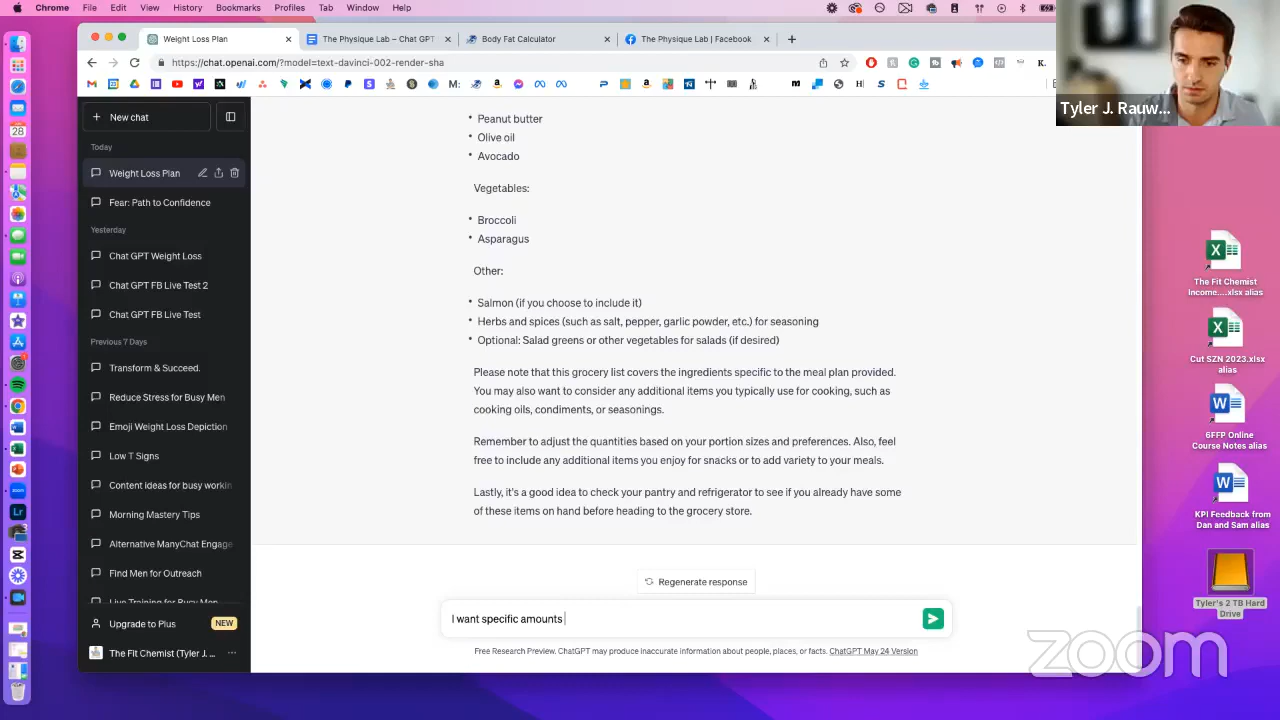 Chrome File Edit View History Bookmarks Profiles Tab Window Help
Tyler J. Rauw...
Weight Loss Plan
The Physique Lab – Chat GPT
Body Fat Calculator
The Physique Lab | Facebook
https://chat.openai.com/?model=text-davinci-002-render-sha
New chat
Today
Weight Loss Plan
Fear: Path to Confidence
Yesterday
Chat GPT Weight Loss
Chat GPT FB Live Test 2
Chat GPT FB Live Test
Previous 7 Days
Transform & Succeed.
Reduce Stress for Busy Men
Emoji Weight Loss Depiction
Low T Signs
Content ideas for busy workin
Morning Mastery Tips
Alternative ManyChat Engage
Find Men for Outreach
Live Training for Busy Men
Upgrade to Plus NEW
The Fit Chemist (Tyler J. ... ...
• Peanut butter
• Olive oil
• Avocado
Vegetables:
• Broccoli
• Asparagus
Other:
• Salmon (if you choose to include it)
• Herbs and spices (such as salt, pepper, garlic powder, etc.) for seasoning
• Optional: Salad greens or other vegetables for salads (if desired)
Please note that this grocery list covers the ingredients specific to the meal plan provided.
You may also want to consider any additional items you typically use for cooking, such as
cooking oils, condiments, or seasonings.
Remember to adjust the quantities based on your portion sizes and preferences. Also, feel
free to include any additional items you enjoy for snacks or to add variety to your meals.
Lastly, it's a good idea to check your pantry and refrigerator to see if you already have some
of these items on hand before heading to the grocery store.
Regenerate response
I want specific amounts
Free Research Preview. ChatGPT may produce inaccurate information about people, places, or facts. ChatGPT May 24 Version
The Fit Chemist
Income....xlsx alias
Cut SZN 2023.xlsx
alias
6FFP Online
Course Notes alias
KPI Feedback from
Dan and Sam alias
Tyler's 2 TB Hard
Drive
zoom